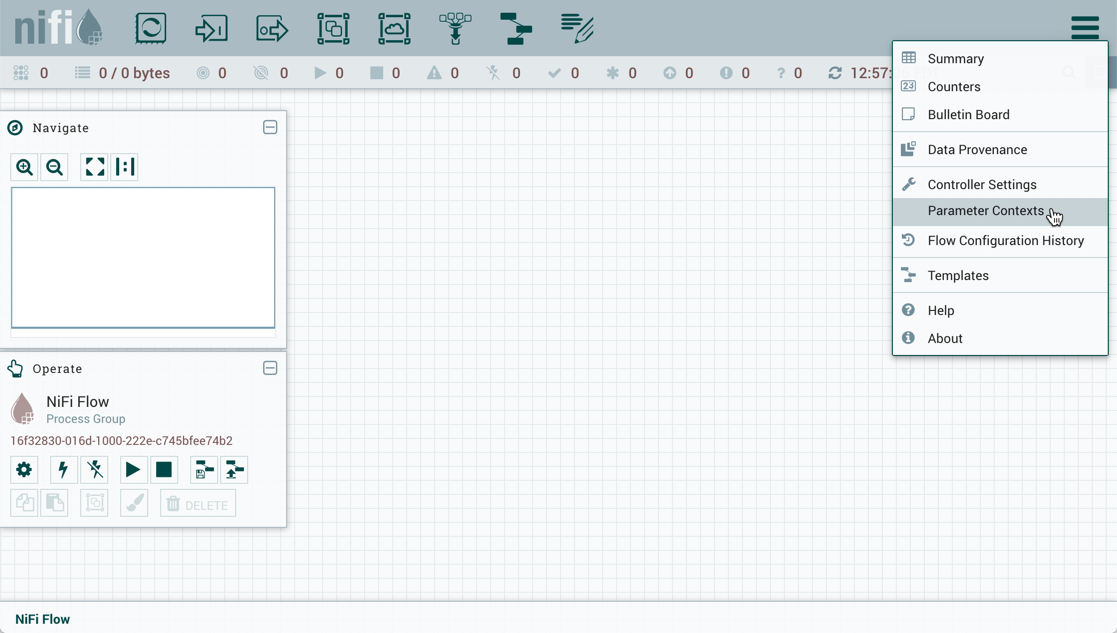 nifi
0 0 / 0 bytes 0 0 0 0 0 0 0 0 0 0 0 12:57:
Summary
23 Counters
Bulletin Board
Data Provenance
Controller Settings
Parameter Contexts
Flow Configuration History
Templates
Help
About
Navigate
Operate
NiFi Flow
Process Group
16f32830-016d-1000-222e-c745bfee74b2
DELETE
NiFi Flow